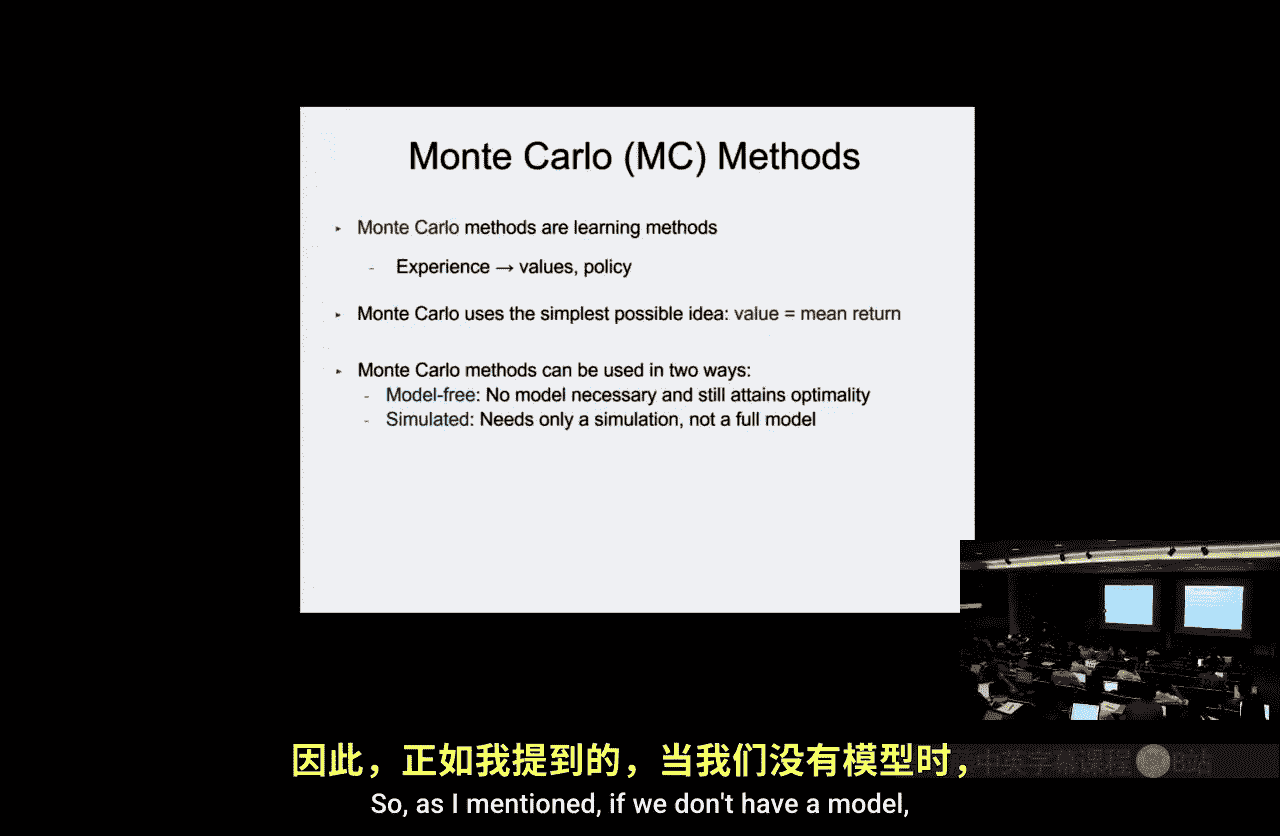 Monte Carlo (MC) Methods
▸ Monte Carlo methods are learning methods
- Experience → values, policy
▸ Monte Carlo uses the simplest possible idea: value = mean return
▸ Monte Carlo methods can be used in two ways:
- Model-free: No model necessary and still attains optimality
- Simulated: Needs only a simulation, not a full model
因此，正如我提到的，当我们没有模型时，
So, as I mentioned, if we don't have a model,